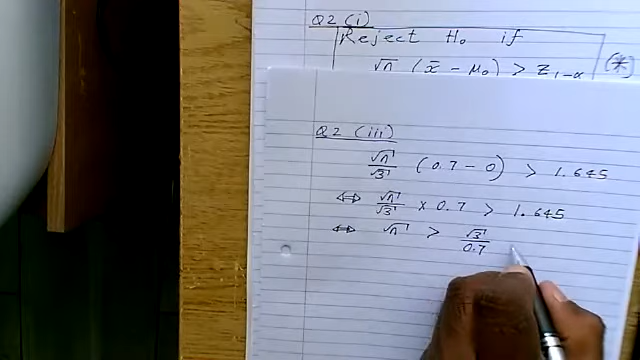 Q2 (i)
Reject H₀ if
√n (x̄ - μ₀) > z₁₋α (*)
Q2 (iii)
√n/√3 (0.7 - 0) > 1.645
⇔ √n/√3 × 0.7 > 1.645
⇔ √n > √3/0.7